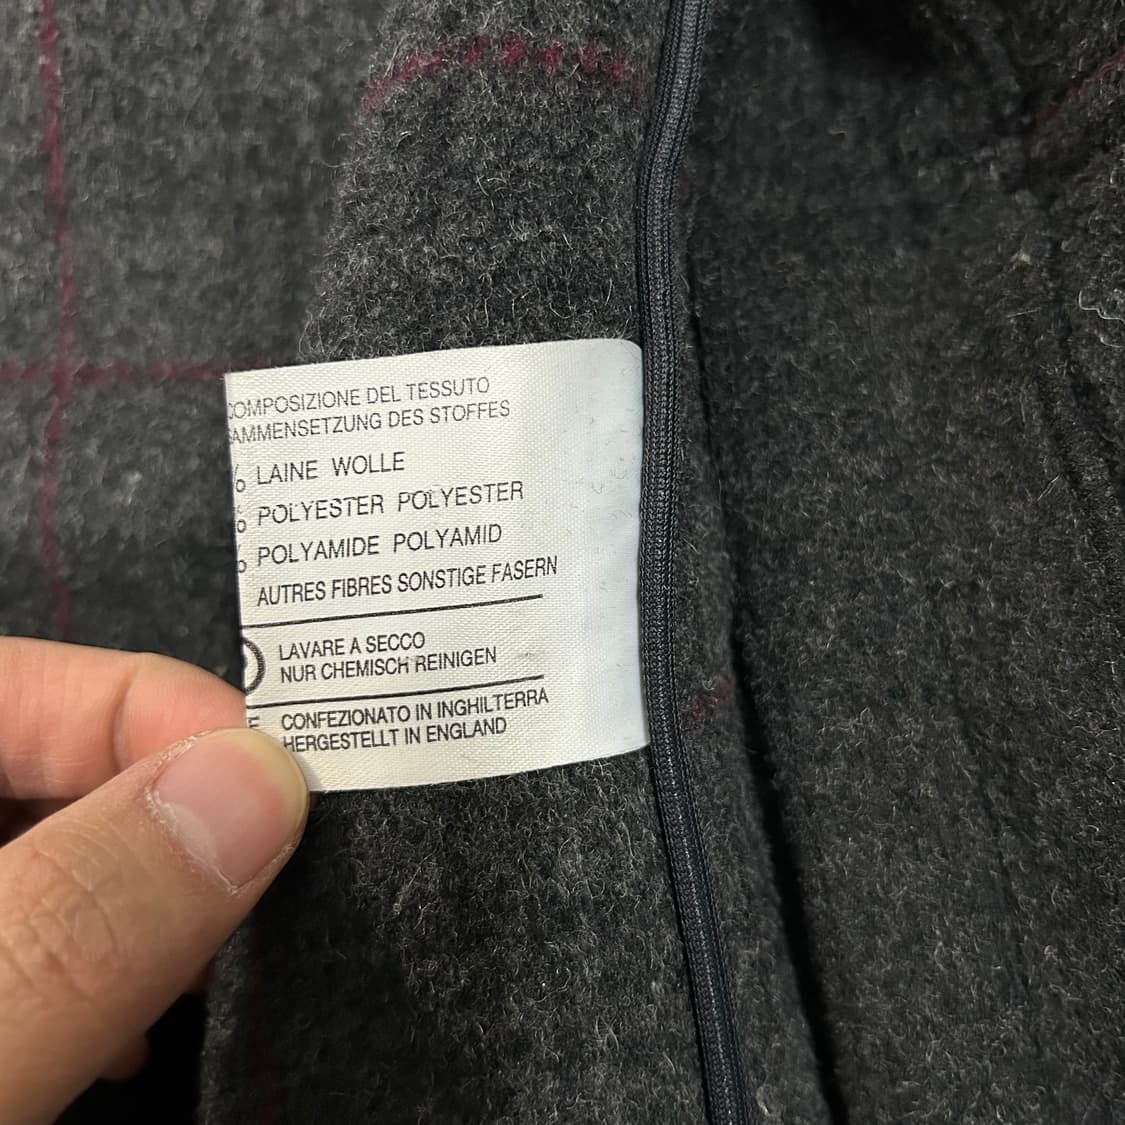 COMPOSIZIONE DEL TESSUTO
AMMENSETZUNG DES STOFFES
% LAINE WOLLE
% POLYESTER POLYESTER
% POLYAMIDE POLYAMID
AUTRES FIBRES SONSTIGE FASERN
LAVARE A SECCO
NUR CHEMISCH REINIGEN
E CONFEZIONATO IN INGHILTERRA
HERGESTELLT IN ENGLAND